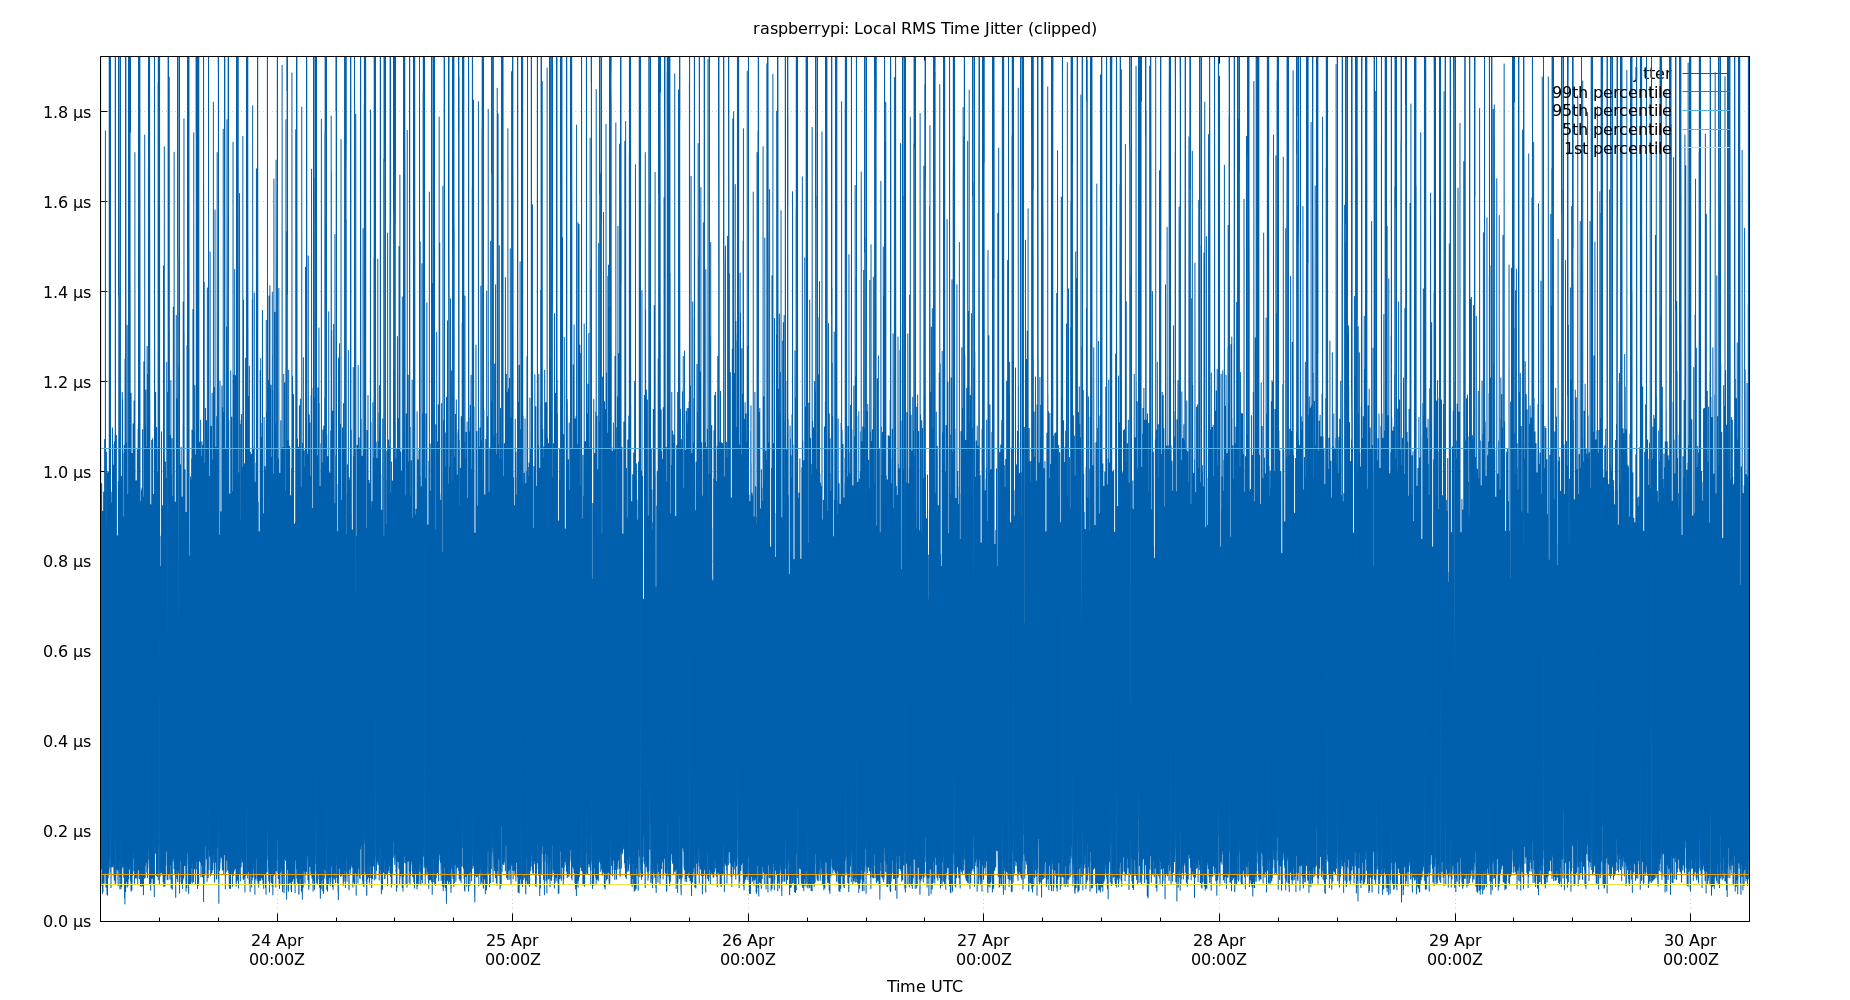 raspberrypi: Local RMS Time Jitter (clipped)
Jitter
99th percentile
95th percentile
5th percentile
1st percentile
1.8 µs
1.6 µs
1.4 µs
1.2 µs
1.0 µs
0.8 µs
0.6 µs
0.4 µs
0.2 µs
0.0 µs
24 Apr
00:00Z
25 Apr
00:00Z
26 Apr
00:00Z
27 Apr
00:00Z
28 Apr
00:00Z
29 Apr
00:00Z
30 Apr
00:00Z
Time UTC